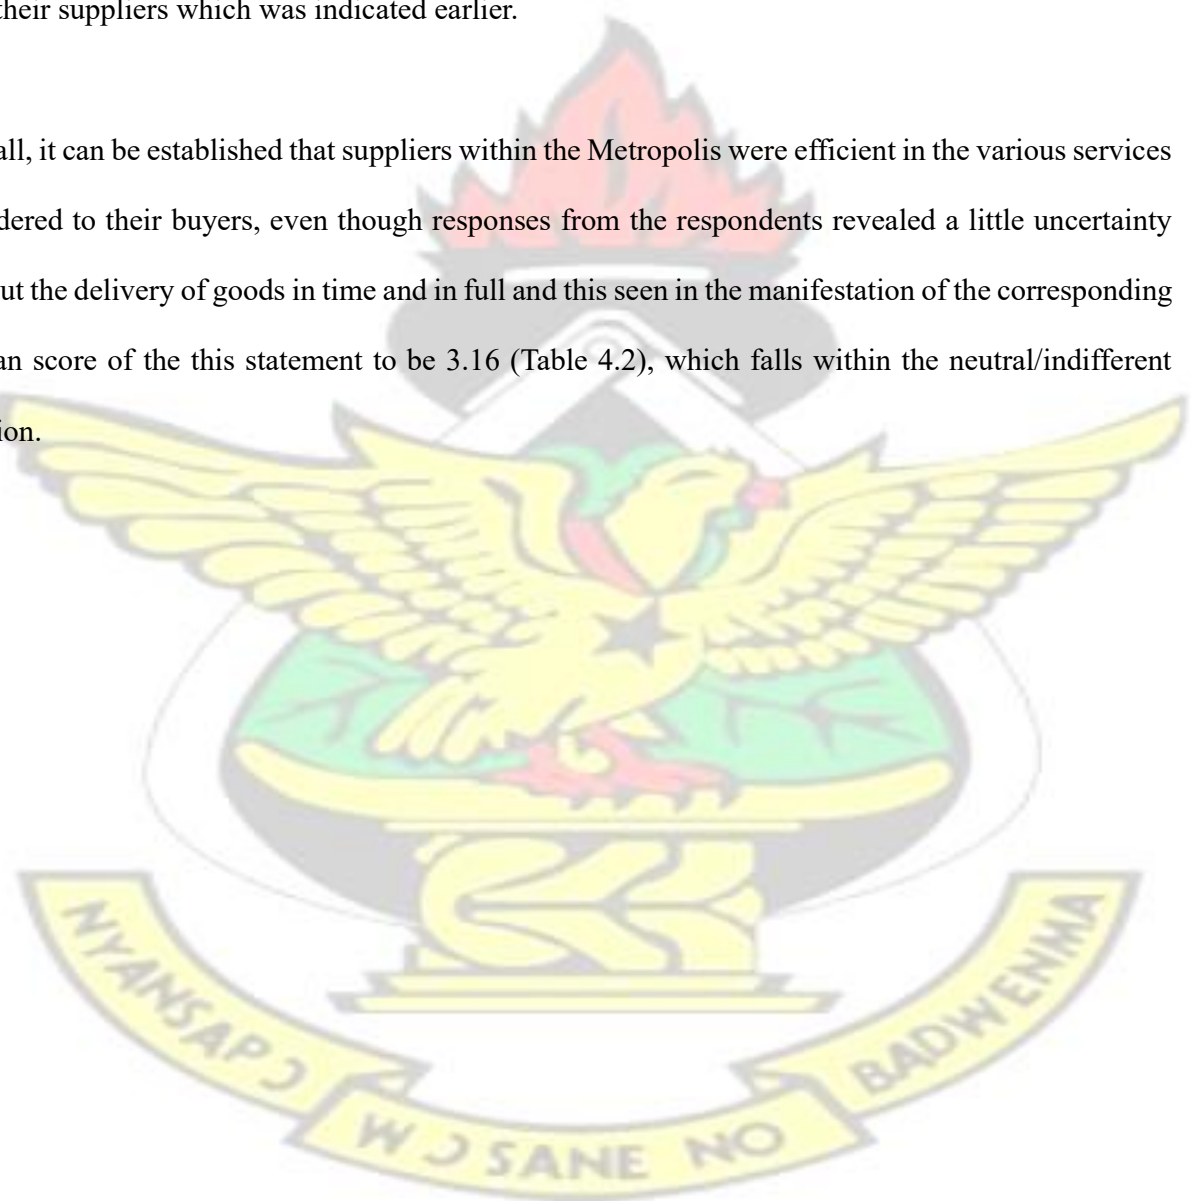 their suppliers which was indicated earlier.
all, it can be established that suppliers within the Metropolis were efficient in the various services
dered to their buyers, even though responses from the respondents revealed a little uncertainty
ut the delivery of goods in time and in full and this seen in the manifestation of the corresponding
an score of the this statement to be 3.16 (Table 4.2), which falls within the neutral/indifferent
ion.
NYANSAPƆ
WƆSANE NO
BADWENMA